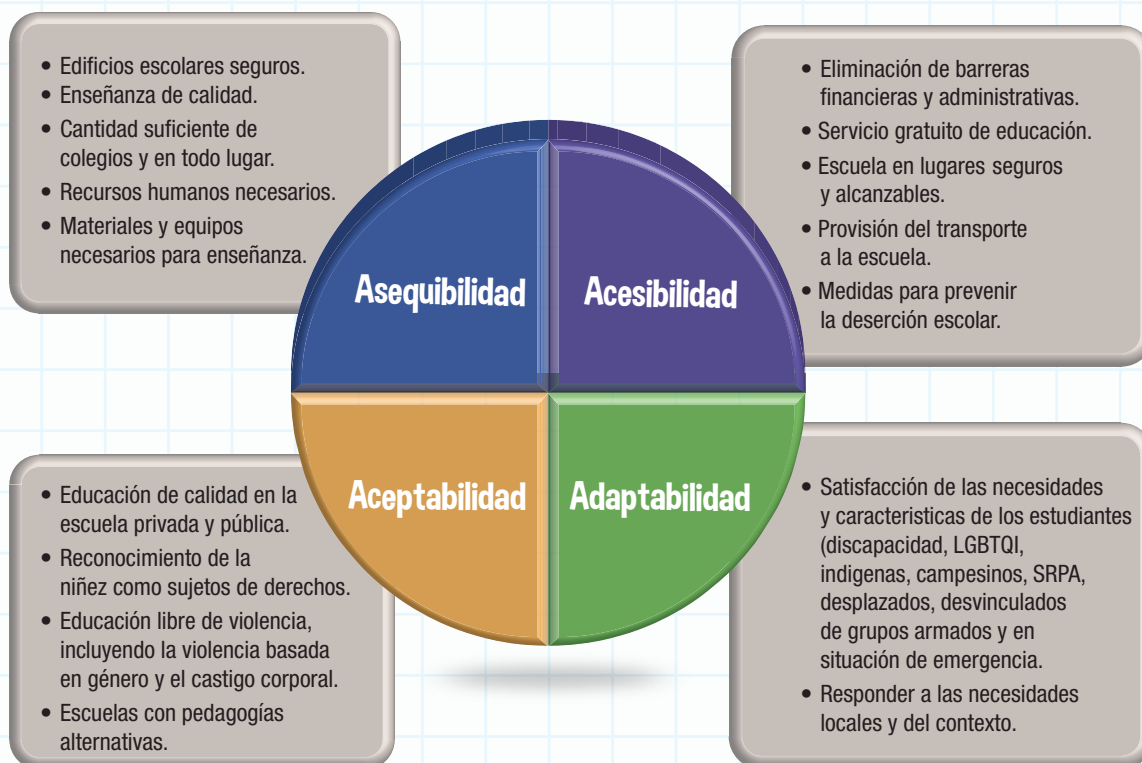 • Edificios escolares seguros.
• Enseñanza de calidad.
• Cantidad suficiente de
colegios y en todo lugar.
• Recursos humanos necesarios.
• Materiales y equipos
necesarios para enseñanza.
• Eliminación de barreras
financieras y administrativas.
• Servicio gratuito de educación.
• Escuela en lugares seguros
y alcanzables.
• Provisión del transporte
a la escuela.
• Medidas para prevenir
la deserción escolar.
Asequibilidad
Acesibilidad
Aceptabilidad
Adaptabilidad
• Educación de calidad en la
escuela privada y pública.
• Reconocimiento de la
niñez como sujetos de derechos.
• Educación libre de violencia,
incluyendo la violencia basada
en género y el castigo corporal.
• Escuelas con pedagogías
alternativas.
• Satisfacción de las necesidades
y caracteristicas de los estudiantes
(discapacidad, LGBTQI,
indigenas, campesinos, SRPA,
desplazados, desvinculados
de grupos armados y en
situación de emergencia.
• Responder a las necesidades
locales y del contexto.